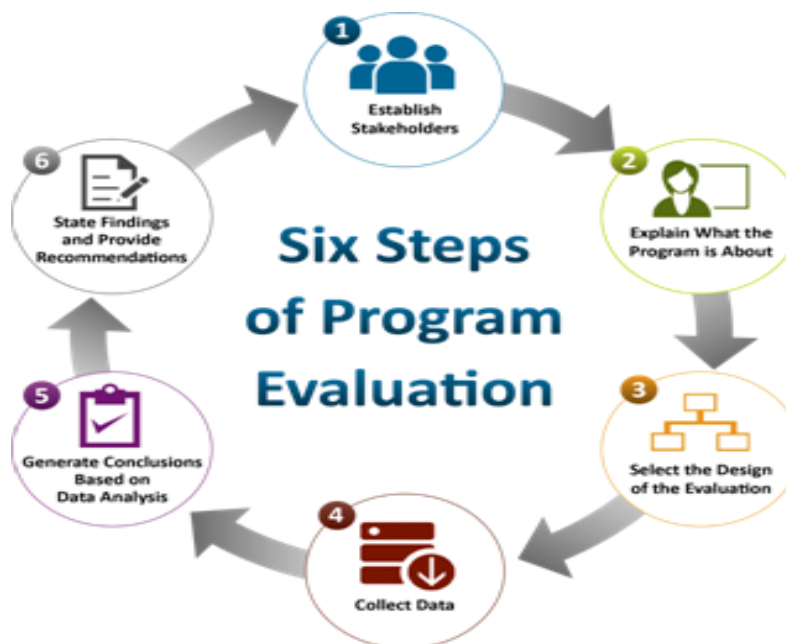 1
Establish
Stakeholders
2
Explain What the
Program is About
3
Select the Design
of the Evaluation
4
Collect Data
5
Generate Conclusions
Based on
Data Analysis
6
State Findings
and Provide
Recommendations
Six Steps
of Program
Evaluation